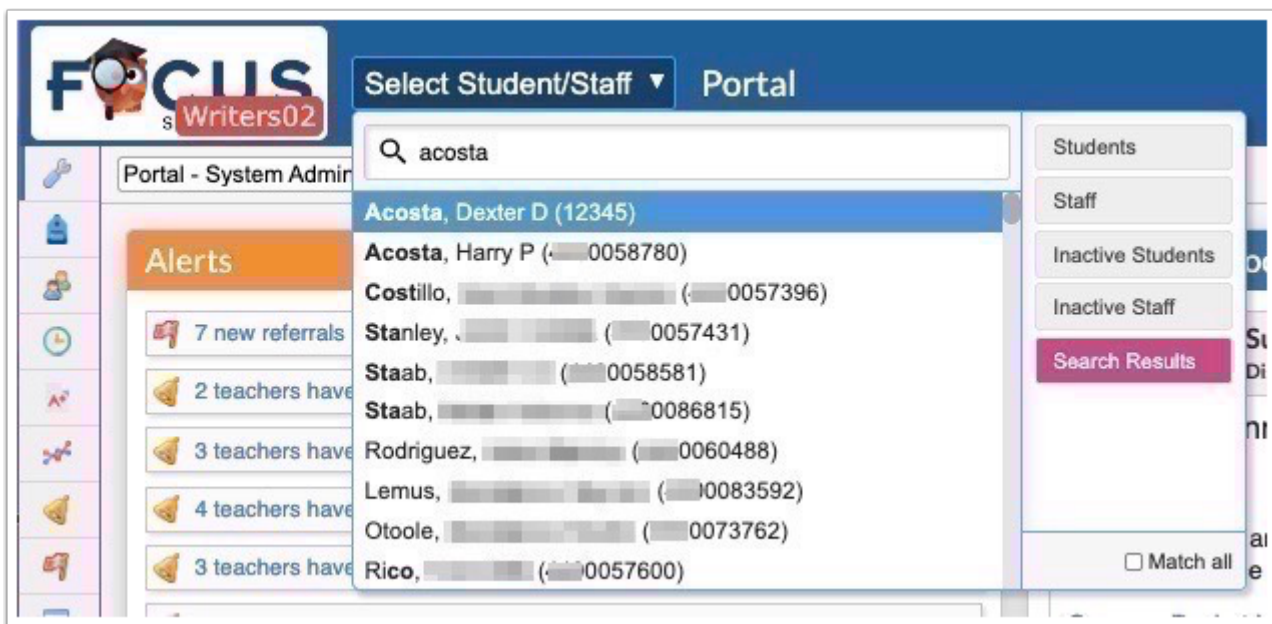 FOCUS
Writers02
Select Student/Staff ▼ Portal
acosta
Portal - System Admin
Acosta, Dexter D (12345)
Acosta, Harry P ( 0058780)
Costillo, ( 0057396)
Stanley, ( 0057431)
Staab, ( 0058581)
Staab, ( 0086815)
Rodriguez, ( 0060488)
Lemus, ( 0083592)
Otoole, ( 0073762)
Rico, ( 0057600)
Students
Staff
Inactive Students
Inactive Staff
Search Results
Match all
Alerts
7 new referrals
2 teachers have
3 teachers have
4 teachers have
3 teachers have